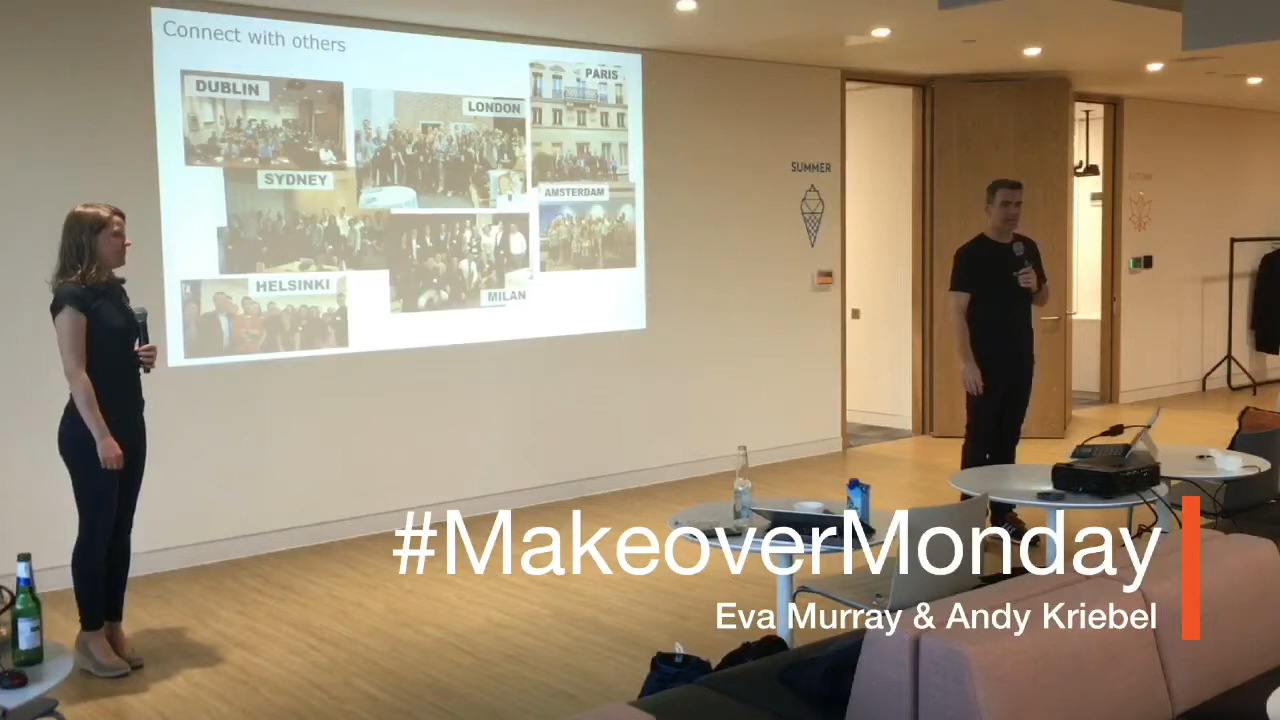 Connect with others
DUBLIN
LONDON
PARIS
SYDNEY
AMSTERDAM
HELSINKI
MILAN
SUMMER
#MakeoverMonday
Eva Murray & Andy Kriebel